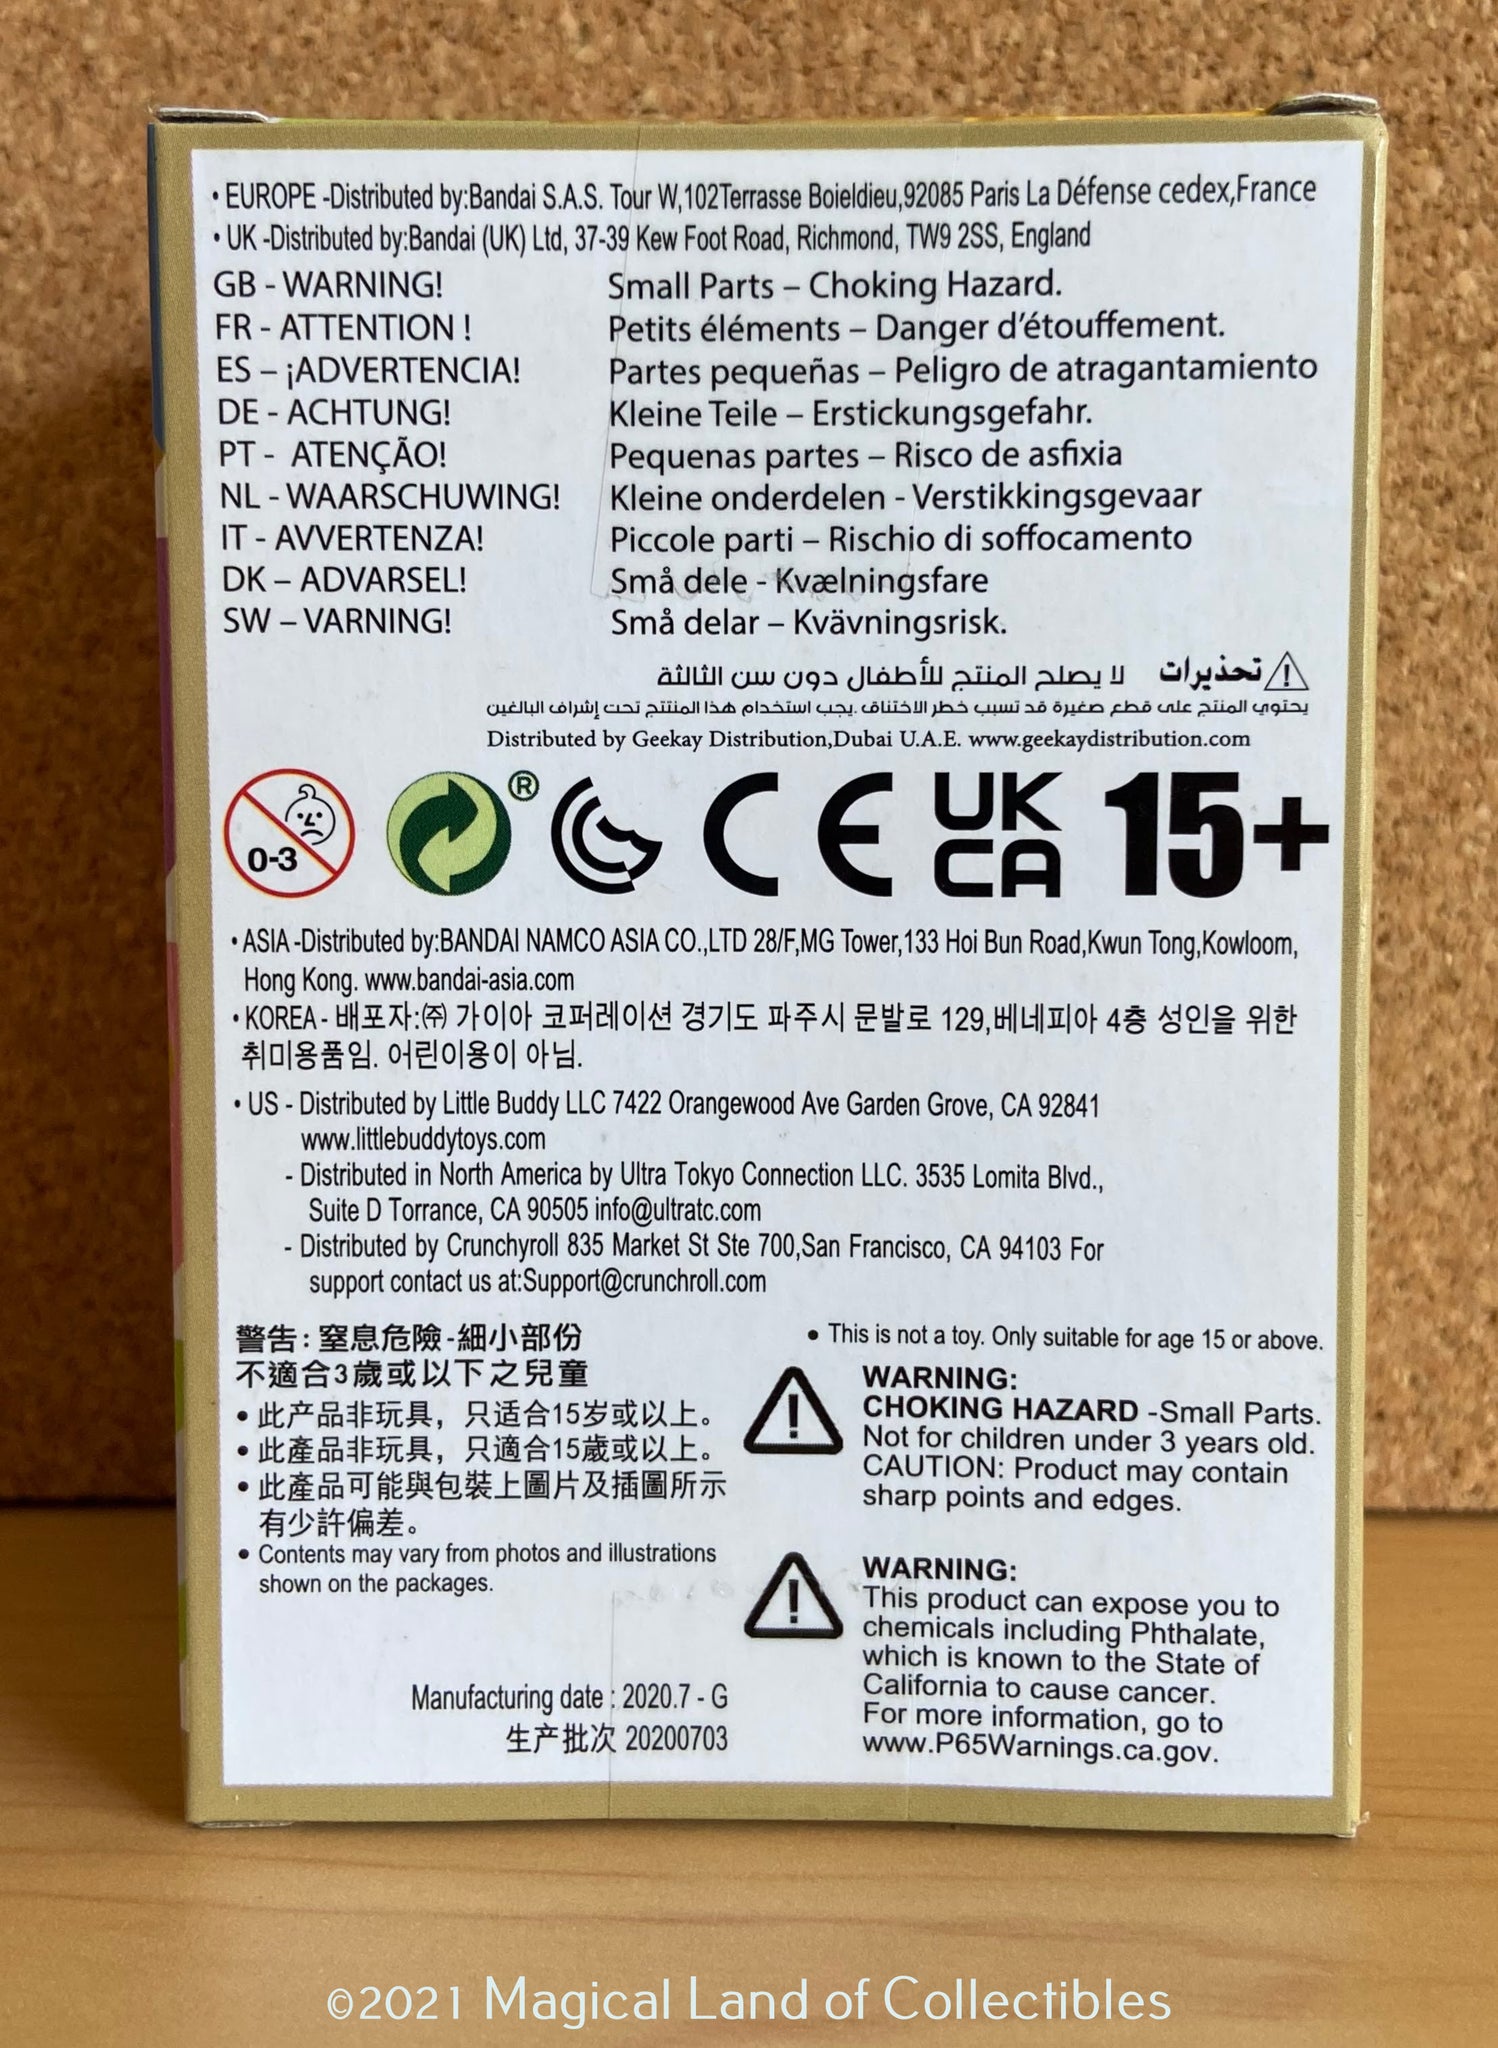 • EUROPE -Distributed by:Bandai S.A.S. Tour W,102Terrasse Boieldieu,92085 Paris La Défense cedex,France
• UK -Distributed by:Bandai (UK) Ltd, 37-39 Kew Foot Road, Richmond, TW9 2SS, England
GB - WARNING! Small Parts – Choking Hazard.
FR - ATTENTION ! Petits éléments – Danger d’étouffement.
ES – ¡ADVERTENCIA! Partes pequeñas – Peligro de atragantamiento
DE - ACHTUNG! Kleine Teile – Erstickungsgefahr.
PT - ATENÇÃO! Pequenas partes – Risco de asfixia
NL - WAARSCHUWING! Kleine onderdelen - Verstikkingsgevaar
IT - AVVERTENZA! Piccole parti – Rischio di soffocamento
DK – ADVARSEL! Små dele - Kvælningsfare
SW – VARNING! Små delar – Kvävningsrisk.
تحذيرات لا يصلح المنتج للأطفال دون سن الثالثة
يحتوي المنتج على قطع صغيرة قد تسبب خطر الاختناق .يجب استخدام هذا المنتتج تحت إشراف البالغين
Distributed by Geekay Distribution,Dubai U.A.E. www.geekaydistribution.com
0-3 ® CE UK CA 15+
• ASIA -Distributed by:BANDAI NAMCO ASIA CO.,LTD 28/F,MG Tower,133 Hoi Bun Road,Kwun Tong,Kowloom,
Hong Kong. www.bandai-asia.com
• KOREA - 배포자:㈜ 가이아 코퍼레이션 경기도 파주시 문발로 129,베네피아 4층 성인을 위한
취미용품임. 어린이용이 아님.
• US - Distributed by Little Buddy LLC 7422 Orangewood Ave Garden Grove, CA 92841
www.littlebuddytoys.com
- Distributed in North America by Ultra Tokyo Connection LLC. 3535 Lomita Blvd.,
Suite D Torrance, CA 90505 info@ultratc.com
- Distributed by Crunchyroll 835 Market St Ste 700,San Francisco, CA 94103 For
support contact us at:Support@crunchroll.com
警告: 窒息危險-細小部份
不適合3歲或以下之兒童
• 此产品非玩具，只适合15岁或以上。
• 此產品非玩具，只適合15歲或以上。
• 此產品可能與包裝上圖片及插圖所示
有少許偏差。
• Contents may vary from photos and illustrations
shown on the packages.
Manufacturing date : 2020.7 - G
生产批次 20200703
• This is not a toy. Only suitable for age 15 or above.
WARNING:
CHOKING HAZARD -Small Parts.
Not for children under 3 years old.
CAUTION: Product may contain
sharp points and edges.
WARNING:
This product can expose you to
chemicals including Phthalate,
which is known to the State of
California to cause cancer.
For more information, go to
www.P65Warnings.ca.gov.
©2021 Magical Land of Collectibles